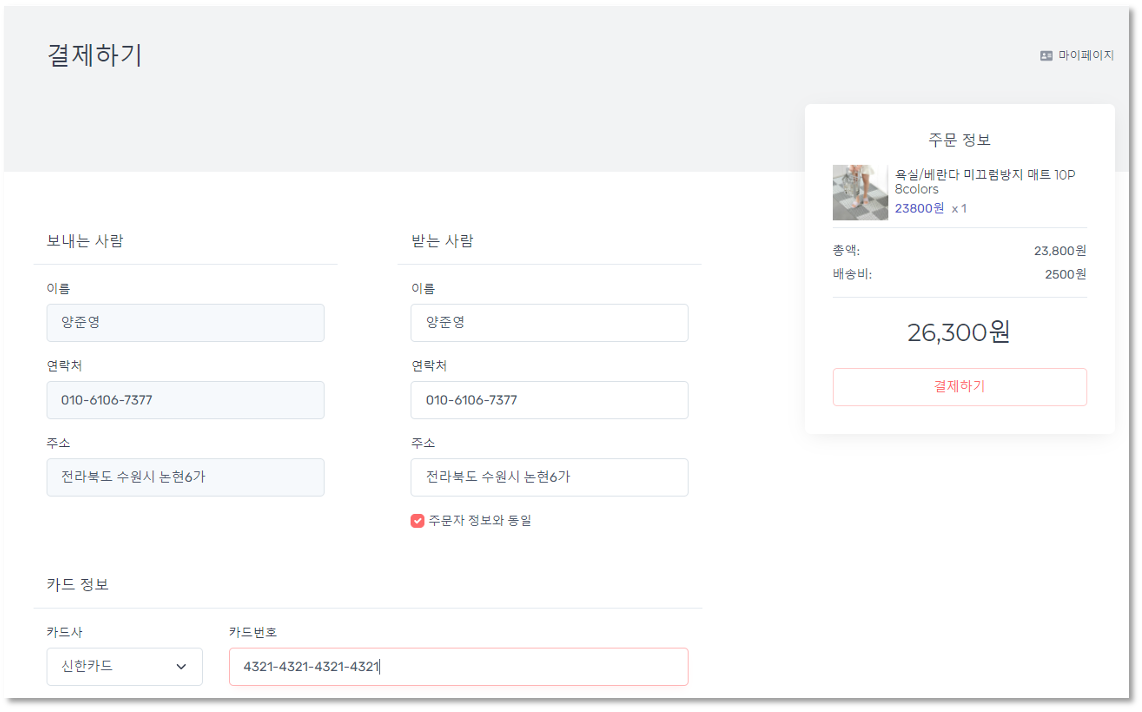 결제하기
마이페이지
주문 정보
욕실/베란다 미끄럼방지 매트 10P
8colors
23800원 x 1
총액: 23,800원
배송비: 2500원
26,300원
결제하기
보내는 사람
이름
양준영
연락처
010-6106-7377
주소
전라북도 수원시 논현6가
받는 사람
이름
양준영
연락처
010-6106-7377
주소
전라북도 수원시 논현6가
주문자 정보와 동일
카드 정보
카드사
신한카드
카드번호
4321-4321-4321-4321